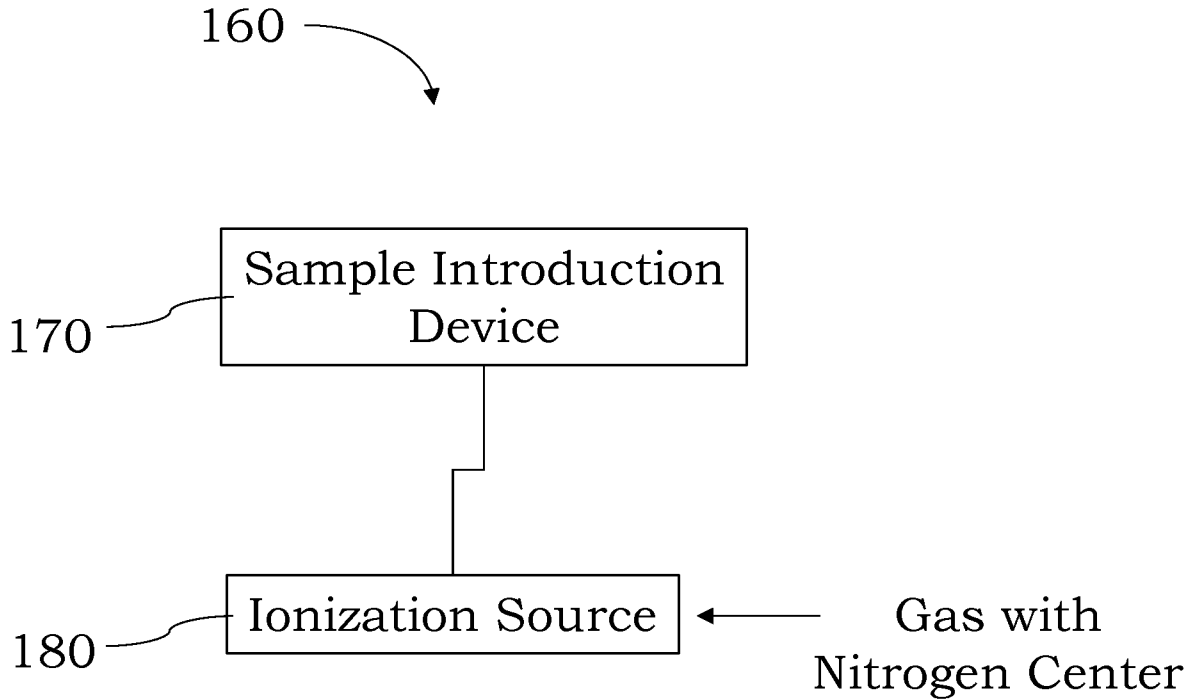 160
Sample Introduction
Device
170
Ionization Source
180
Gas with
Nitrogen Center